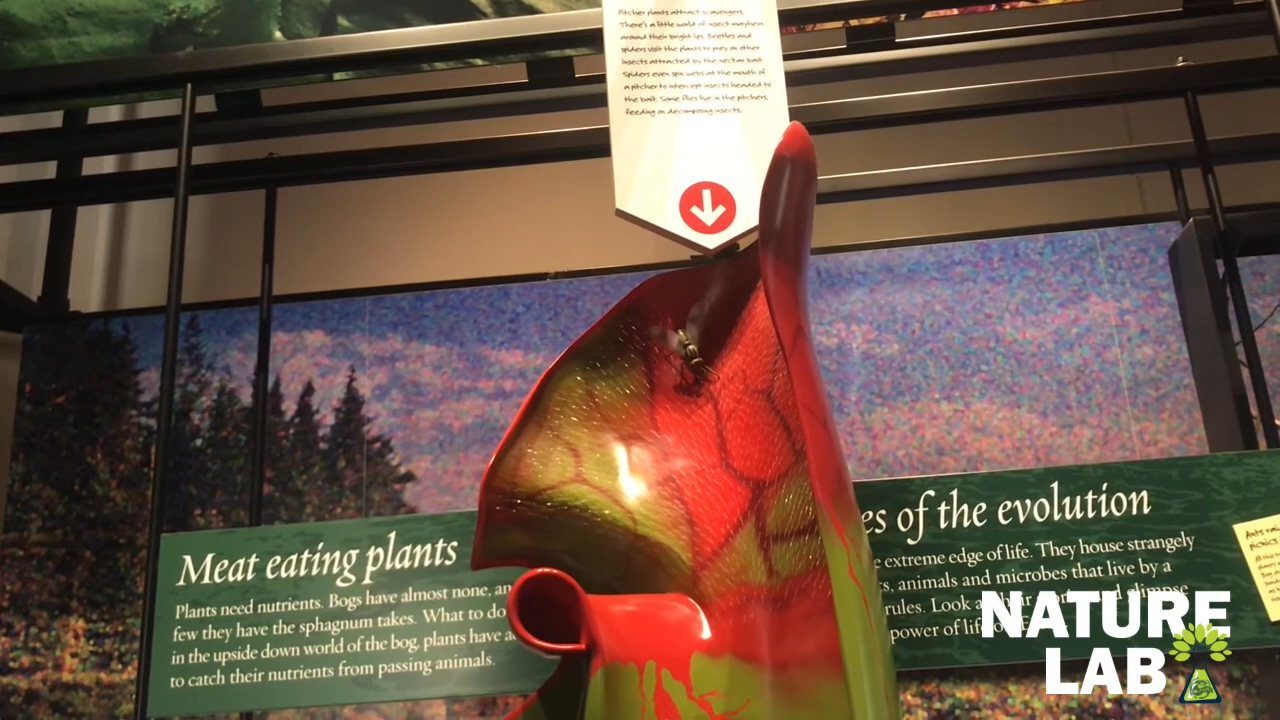 Pitcher plants attract scavengers.
There's a little world of insect mayhem
around their bright lips. Beetles and
spiders visit the plants to prey on other
insects attracted by the nectar bait.
Spiders even spin webs at the mouth of
a pitcher to intercept insects headed to
the bait. Some flies live in the pitchers,
feeding on decomposing insects.
Meat eating plants
Plants need nutrients. Bogs have almost none, an
few they have the sphagnum takes. What to do
in the upside down world of the bog, plants have a
to catch their nutrients from passing animals.
es of the evolution
extreme edge of life. They house strangely
ts, animals and microbes that live by a
rules. Look at glimpse
power of life
NATURE
LAB